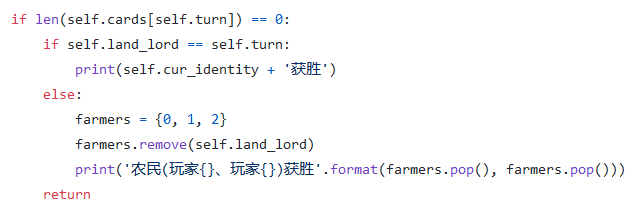 if len(self.cards[self.turn]) == 0:
    if self.land_lord == self.turn:
        print(self.cur_identity + '获胜')
    else:
        farmers = {0, 1, 2}
        farmers.remove(self.land_lord)
        print('农民(玩家{}、玩家{})获胜'.format(farmers.pop(), farmers.pop()))
    return